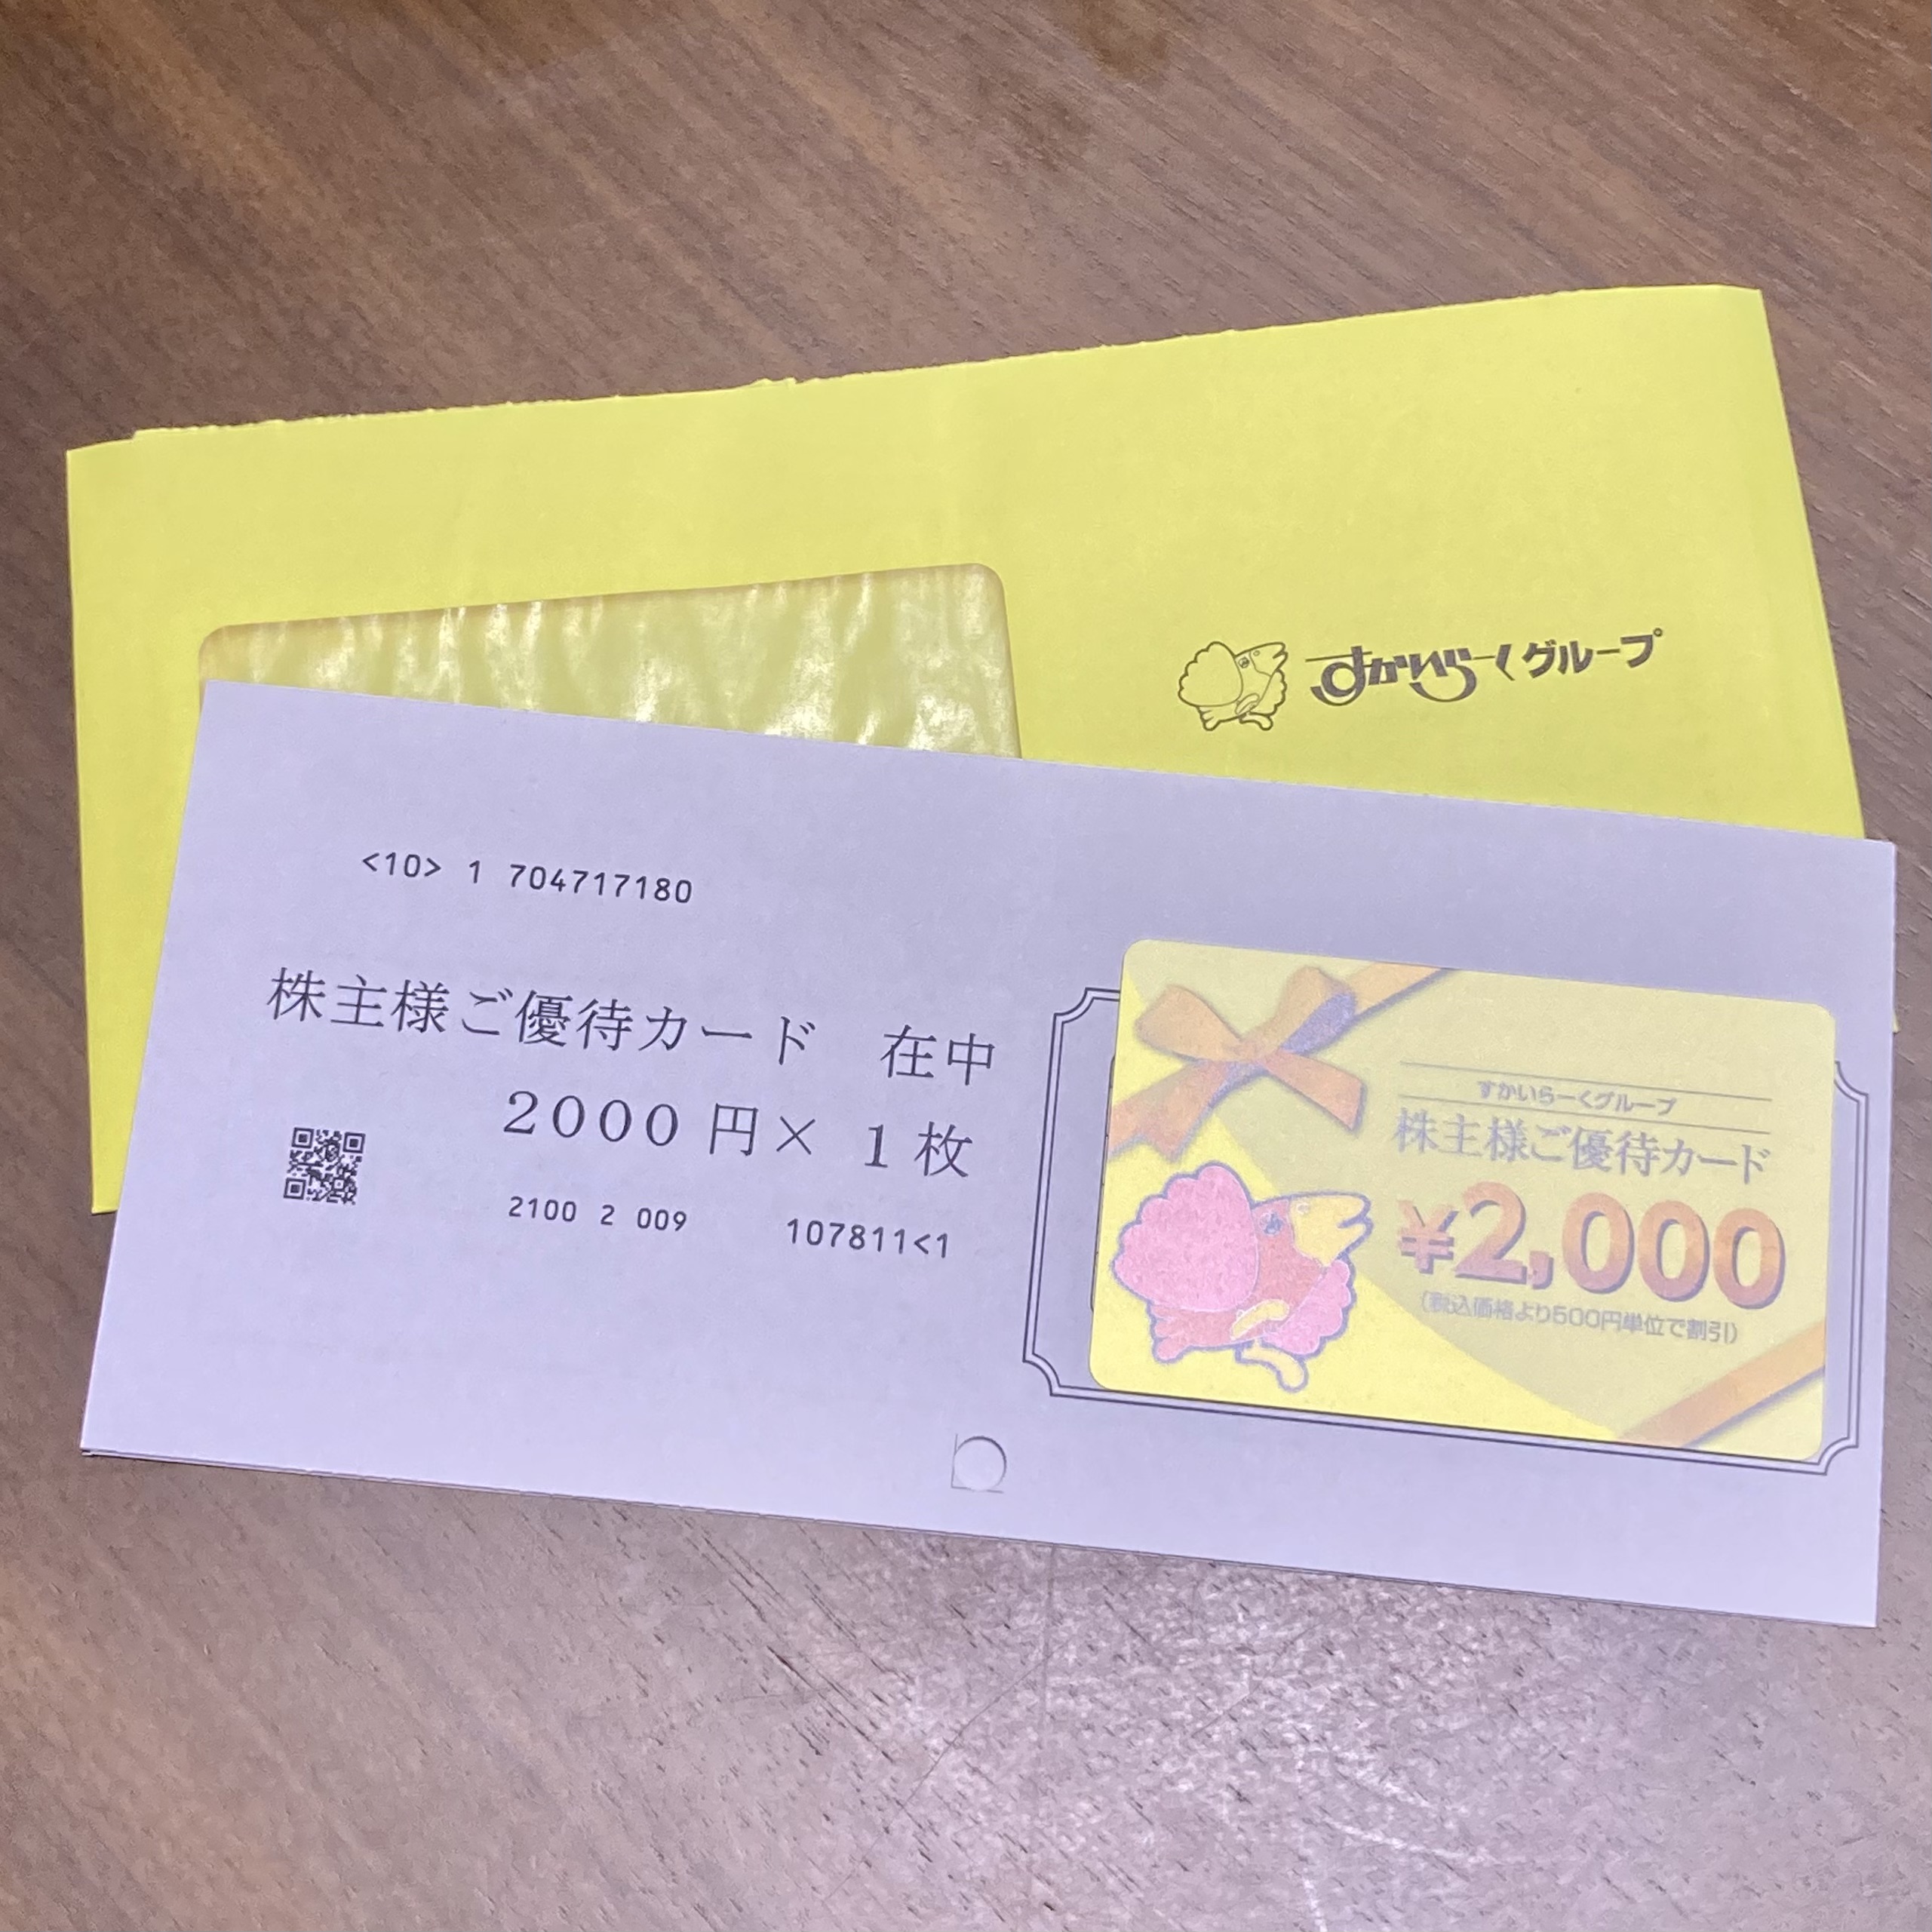 すかいらーくグループ
<10> 1 704717180
株主様ご優待カード 在中
2000円× 1枚
2100 2 009 107811<1
すかいらーくグループ
株主様ご優待カード
¥2,000
(税込価格より500円単位で割引)